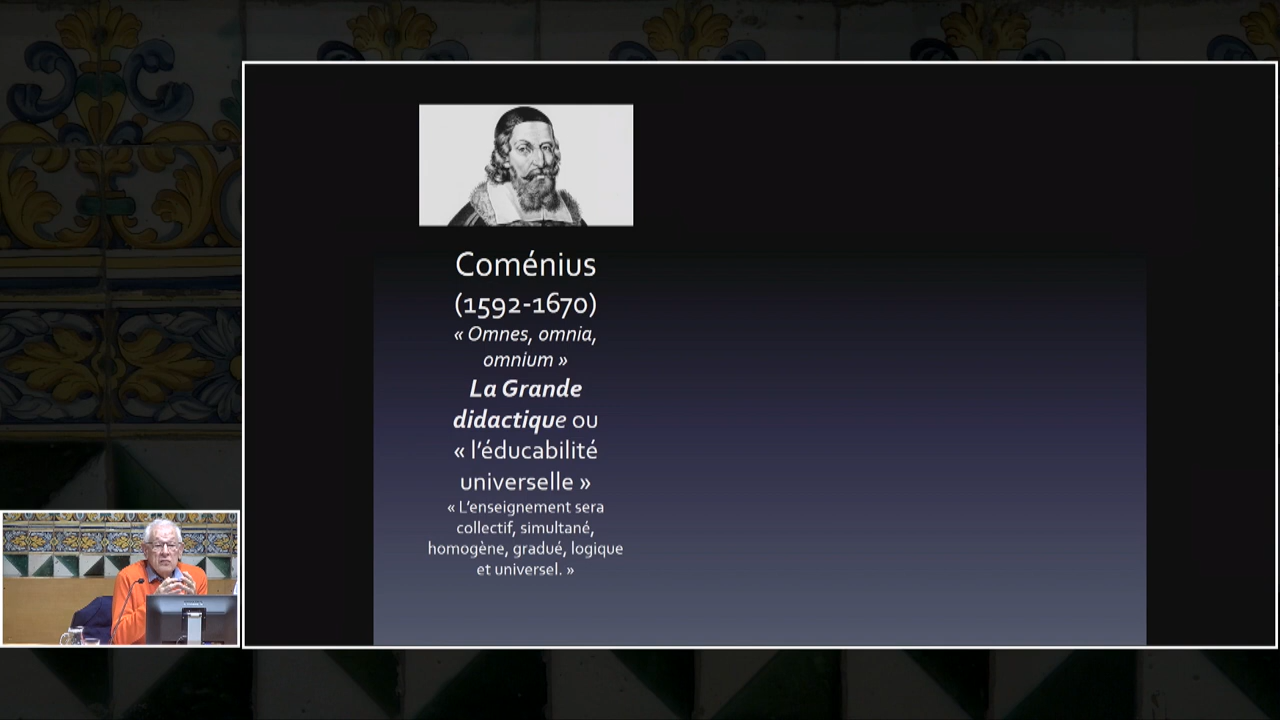 Coménius
(1592-1670)
« Omnes, omnia,
omnium »
La Grande
didactique ou
« l’éducabilité
universelle »
« L’enseignement sera
collectif, simultané,
homogène, gradué, logique
et universel. »